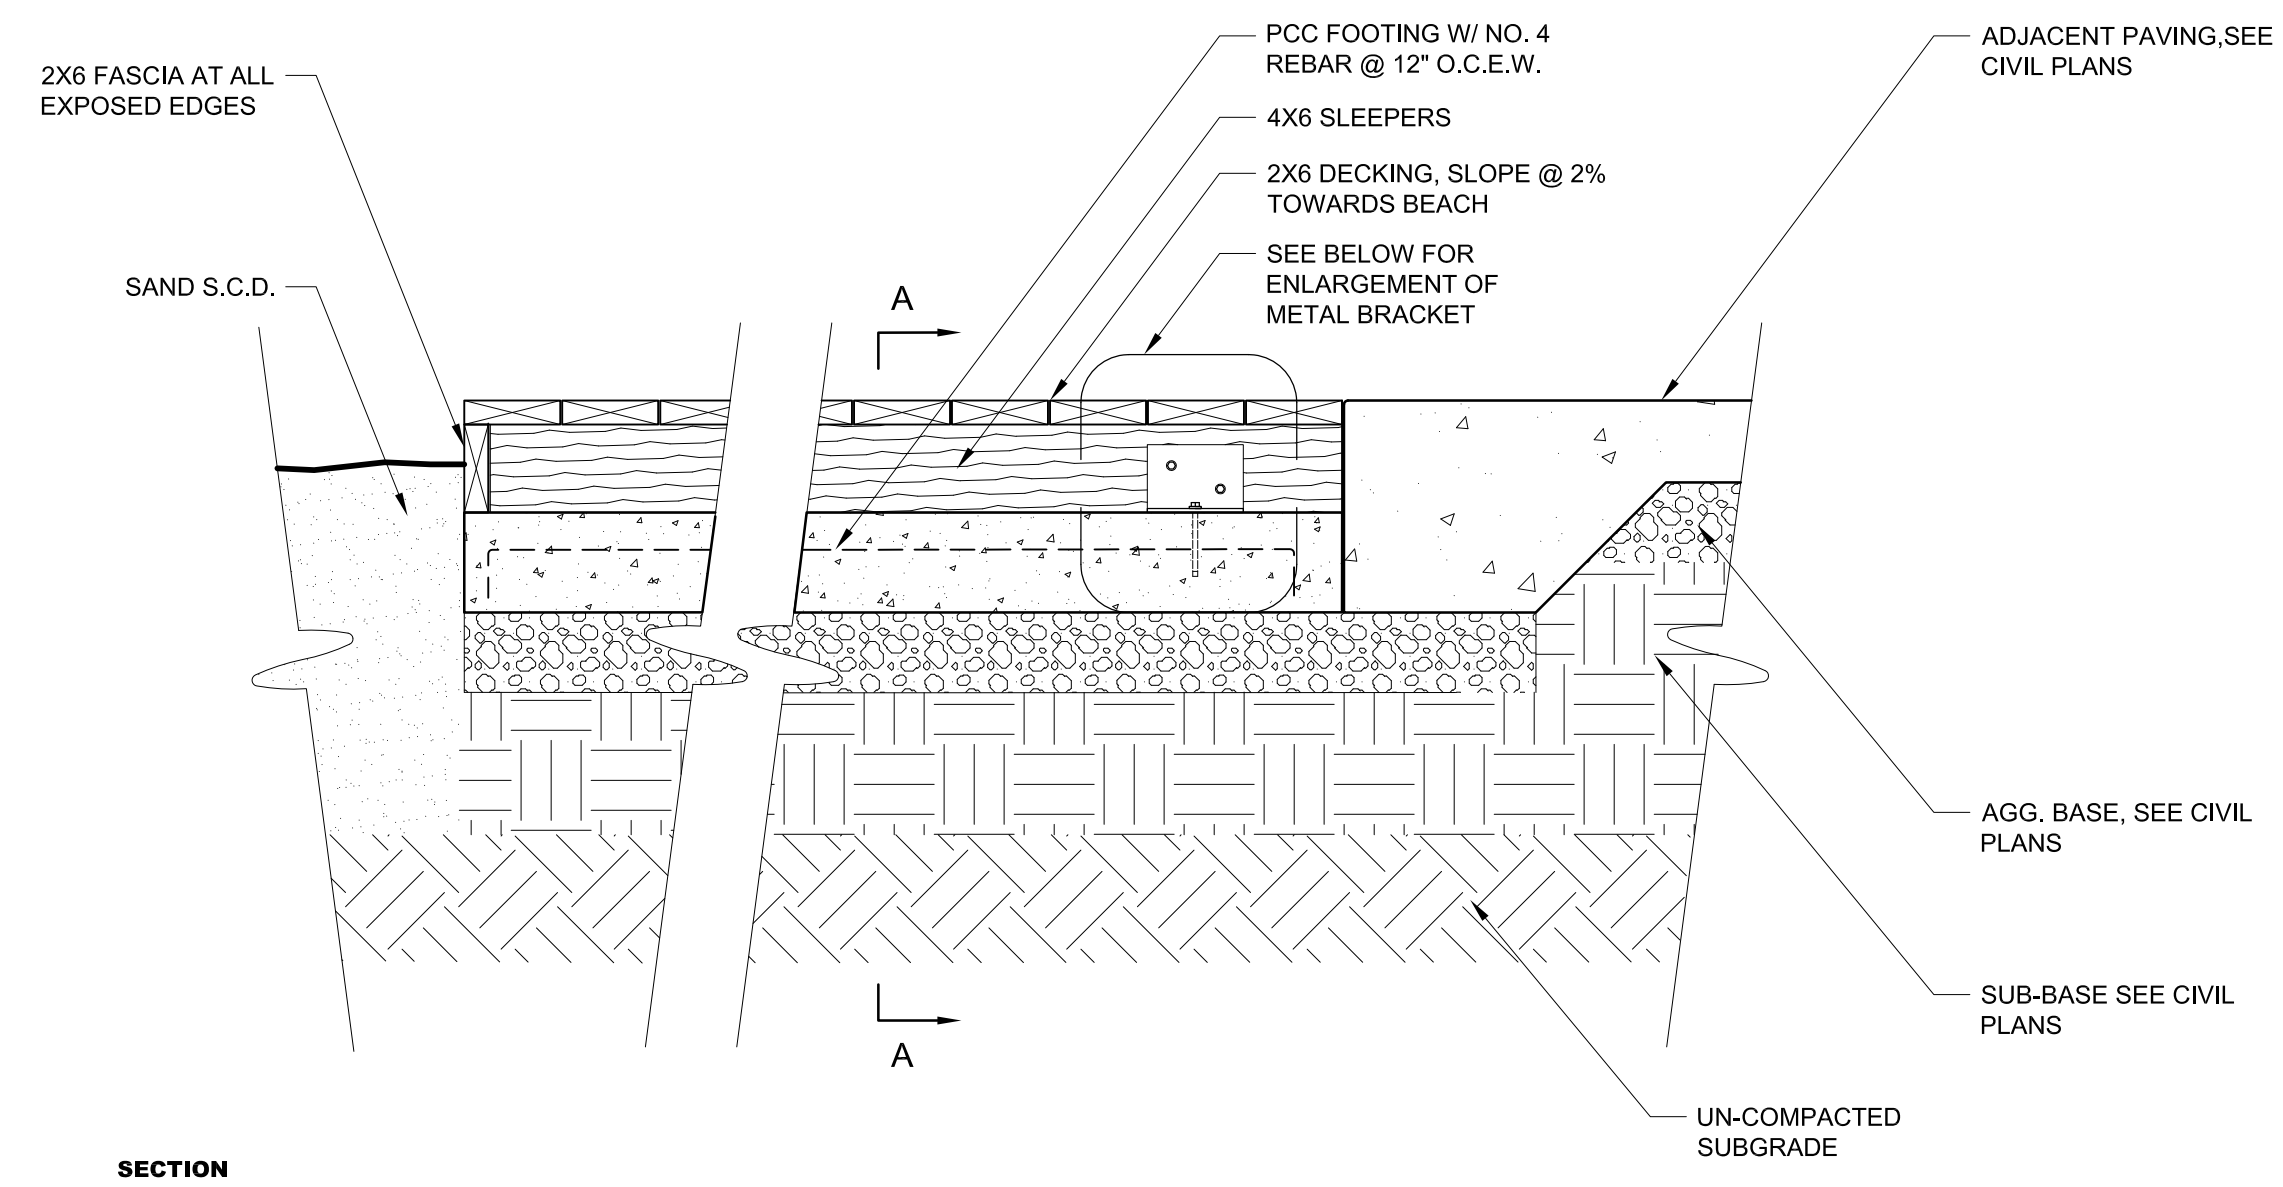 PCC FOOTING W/ NO. 4
REBAR @ 12" O.C.E.W.
ADJACENT PAVING,SEE
CIVIL PLANS
2X6 FASCIA AT ALL
EXPOSED EDGES
4X6 SLEEPERS
2X6 DECKING, SLOPE @ 2%
TOWARDS BEACH
SEE BELOW FOR
ENLARGEMENT OF
METAL BRACKET
SAND S.C.D.
A
AGG. BASE, SEE CIVIL
PLANS
SUB-BASE SEE CIVIL
PLANS
A
UN-COMPACTED
SUBGRADE
SECTION